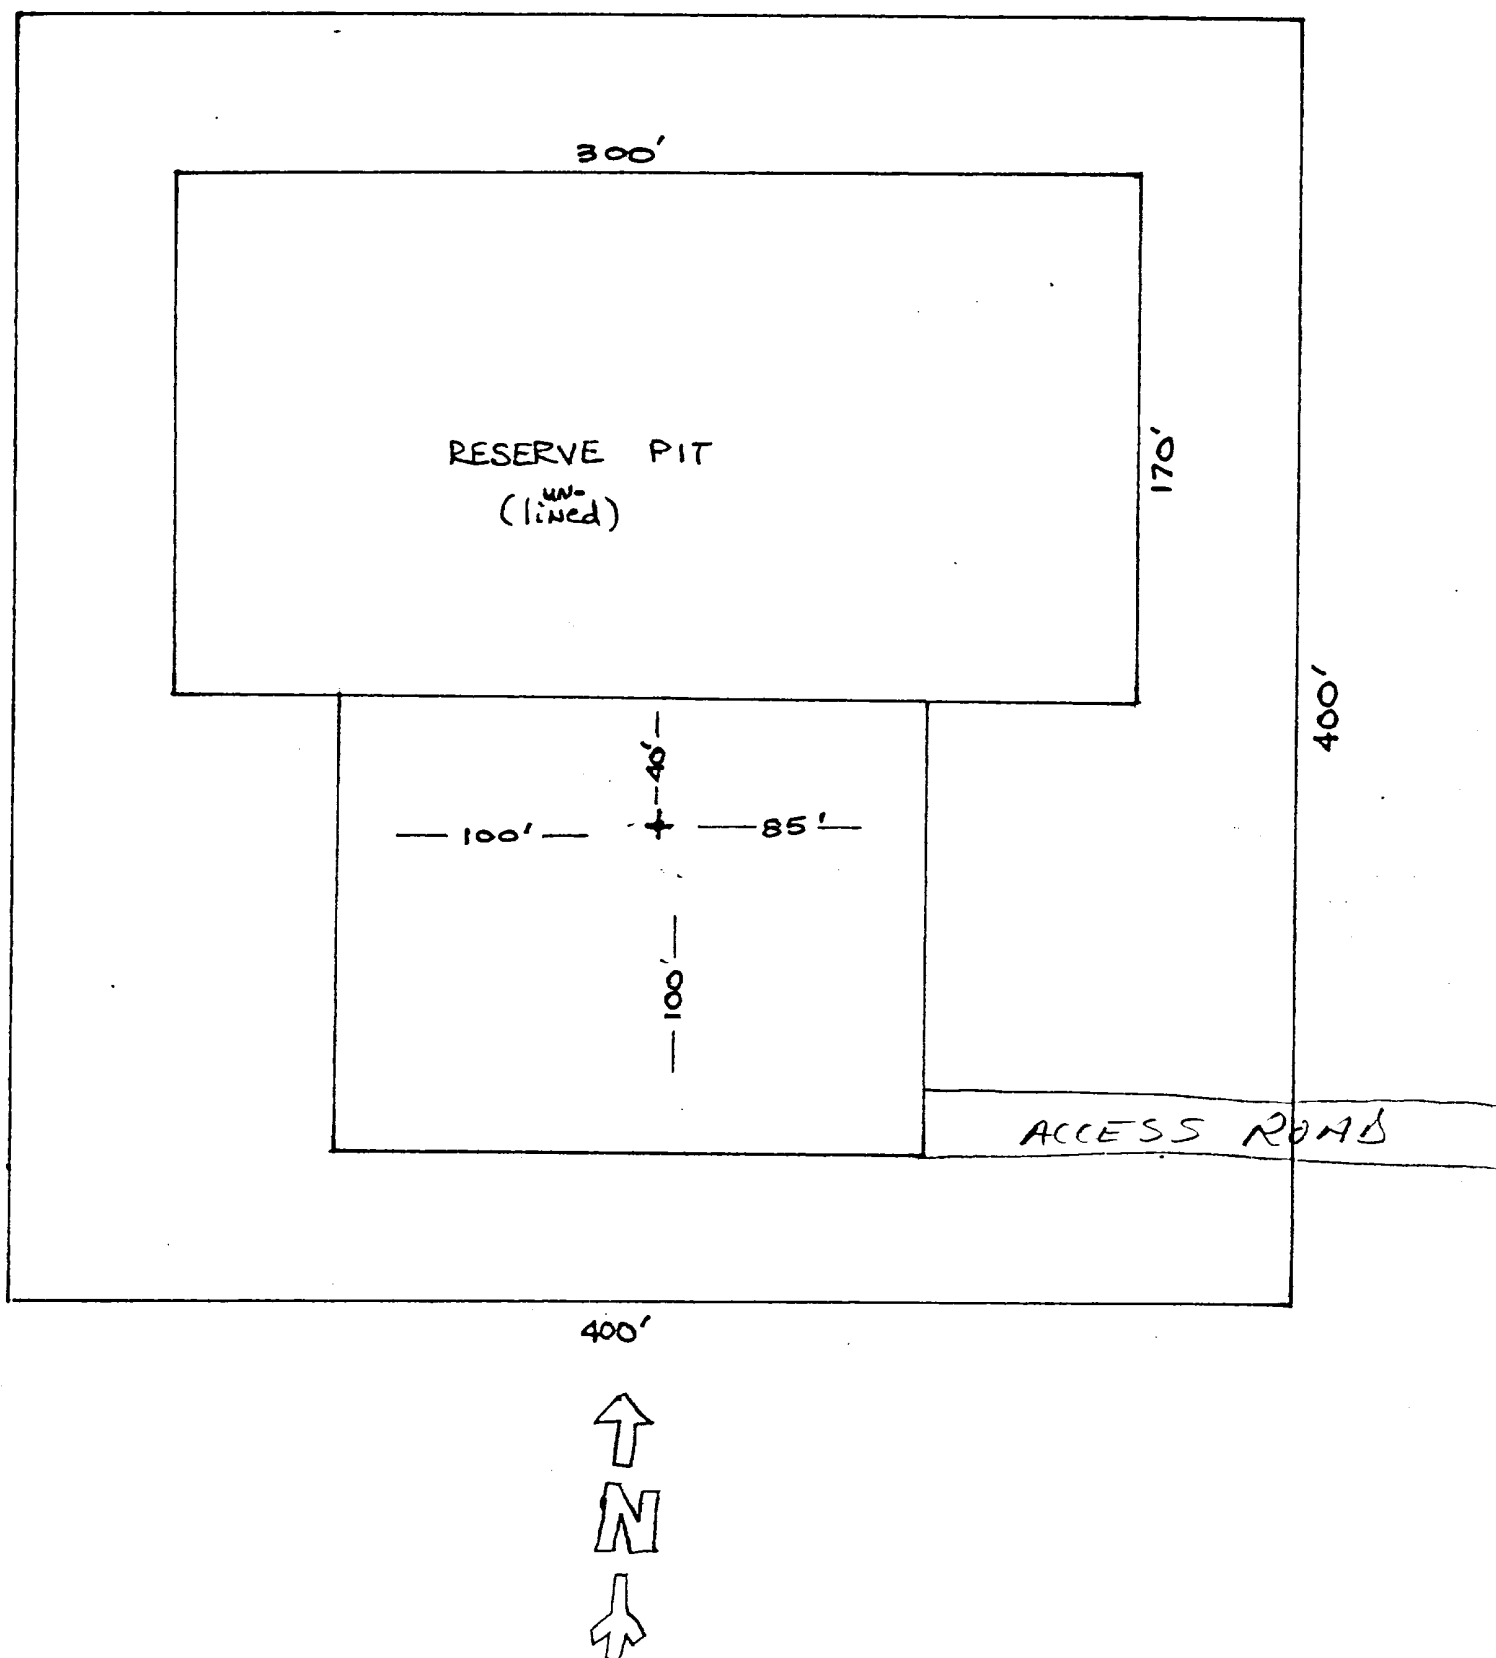 300'
RESERVE PIT
un-
(lined)
170'
400'
40'
100'
85'
100'
ACCESS ROAD
400'
N